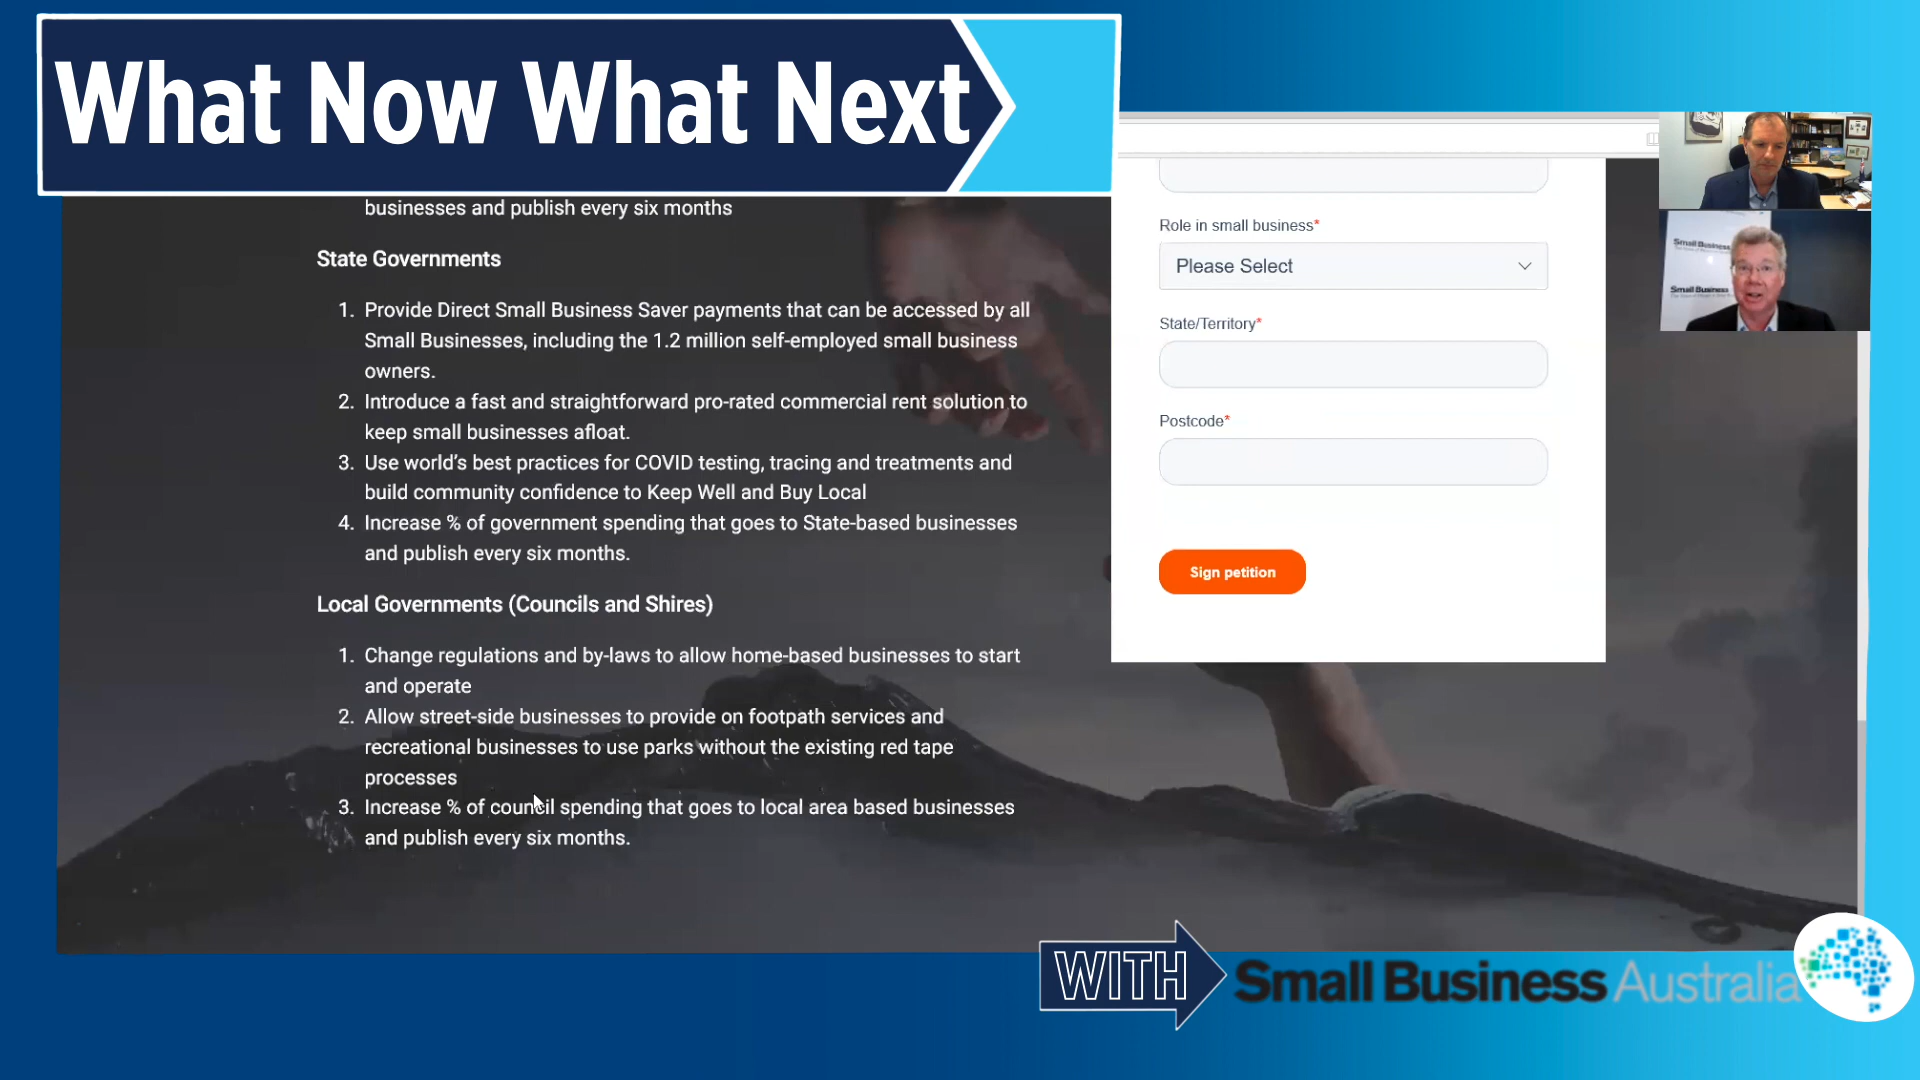 What Now What Next
businesses and publish every six months
State Governments
1. Provide Direct Small Business Saver payments that can be accessed by all
Small Businesses, including the 1.2 million self-employed small business
owners.
2. Introduce a fast and straightforward pro-rated commercial rent solution to
keep small businesses afloat.
3. Use world's best practices for COVID testing, tracing and treatments and
build community confidence to Keep Well and Buy Local
4. Increase % of government spending that goes to State-based businesses
and publish every six months.
Local Governments (Councils and Shires)
1. Change regulations and by-laws to allow home-based businesses to start
and operate
2. Allow street-side businesses to provide on footpath services and
recreational businesses to use parks without the existing red tape
processes
3. Increase % of council spending that goes to local area based businesses
and publish every six months.
Role in small business*
Please Select
State/Territory*
Postcode*
Sign petition
Small Business
Small Business
WITH
Small Business Australia